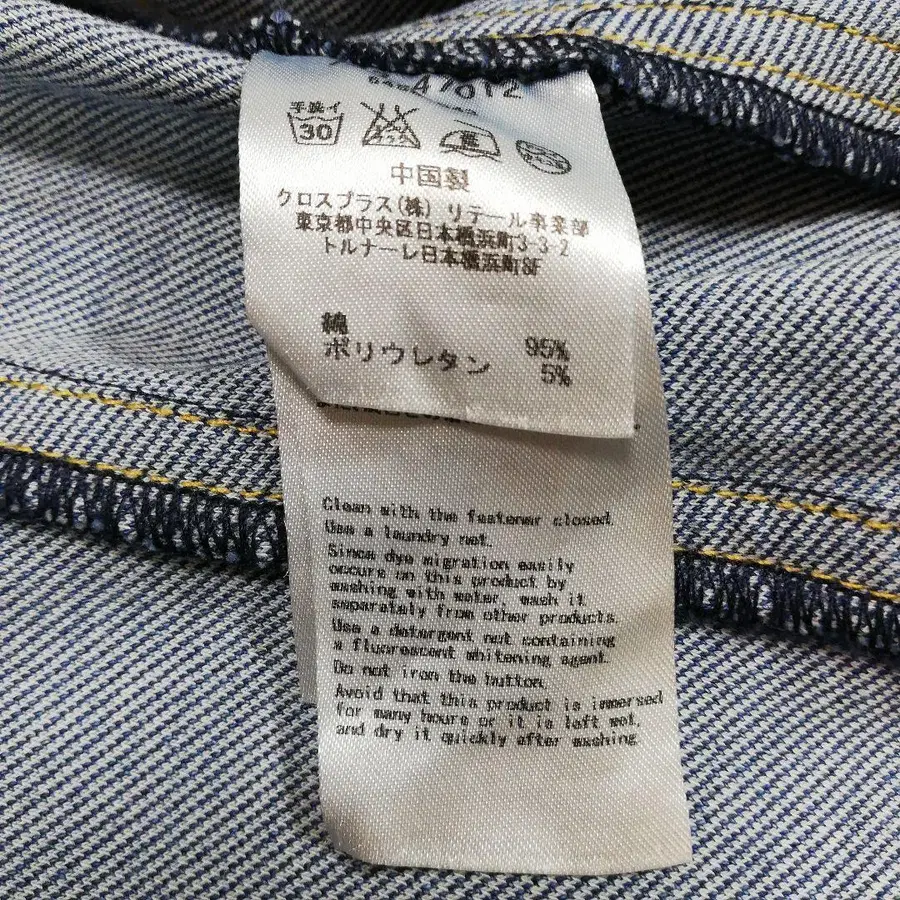 47612
手洗イ
30
中
中国製
クロスプラス(株) リテール事業部
東京都中央区日本橋浜町3-3-2
トルナーレ日本橋浜町8F
綿 95%
ポリウレタン 5%
Clean with the fastener closed.
Use a laundry net.
Since dye migration easily
occurs on this product by
washing with water, wash it
separately from other products.
Use a detergent not containing
a fluorescent whitening agent.
Do not iron the button.
Avoid that this product is immersed
for many hours or it is left wet,
and dry it quickly after washing.